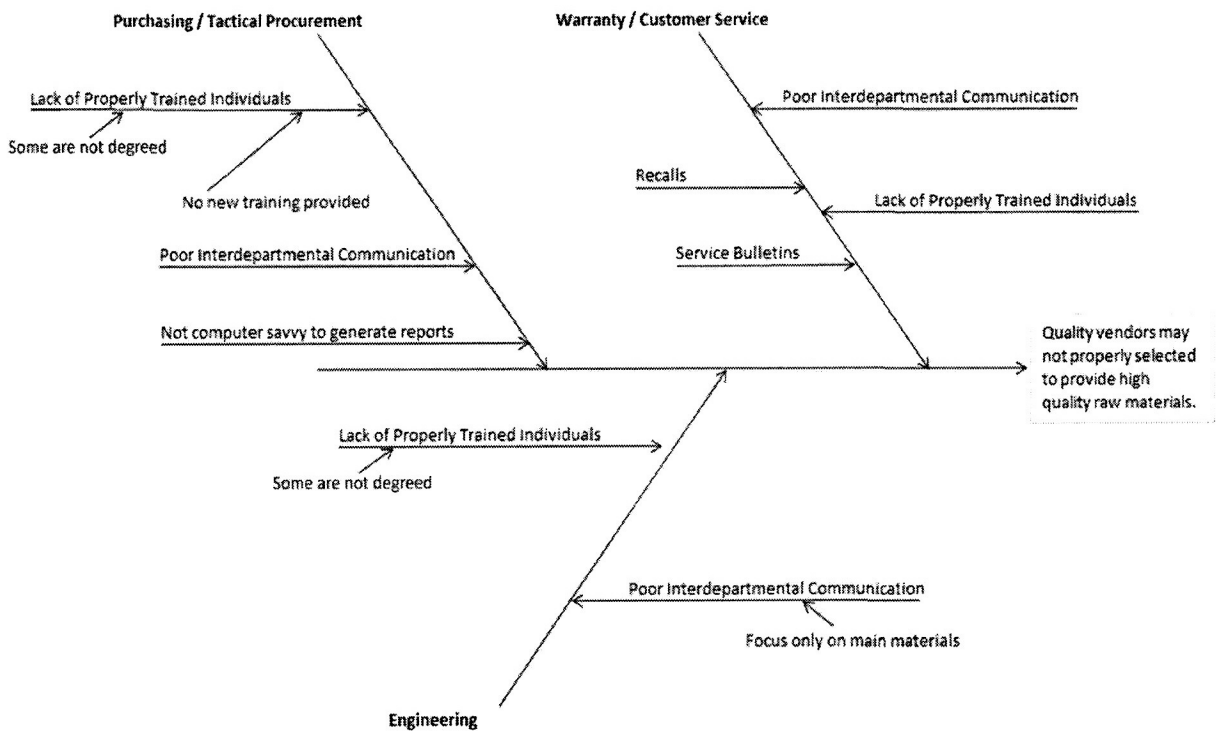 Purchasing / Tactical Procurement
Warranty / Customer Service
Lack of Properly Trained Individuals
Some are not degreed
No new training provided
Poor Interdepartmental Communication
Not computer savvy to generate reports
Poor Interdepartmental Communication
Recalls
Lack of Properly Trained Individuals
Service Bulletins
Quality vendors may
not properly selected
to provide high
quality raw materials.
Lack of Properly Trained Individuals
Some are not degreed
Poor Interdepartmental Communication
Focus only on main materials
Engineering